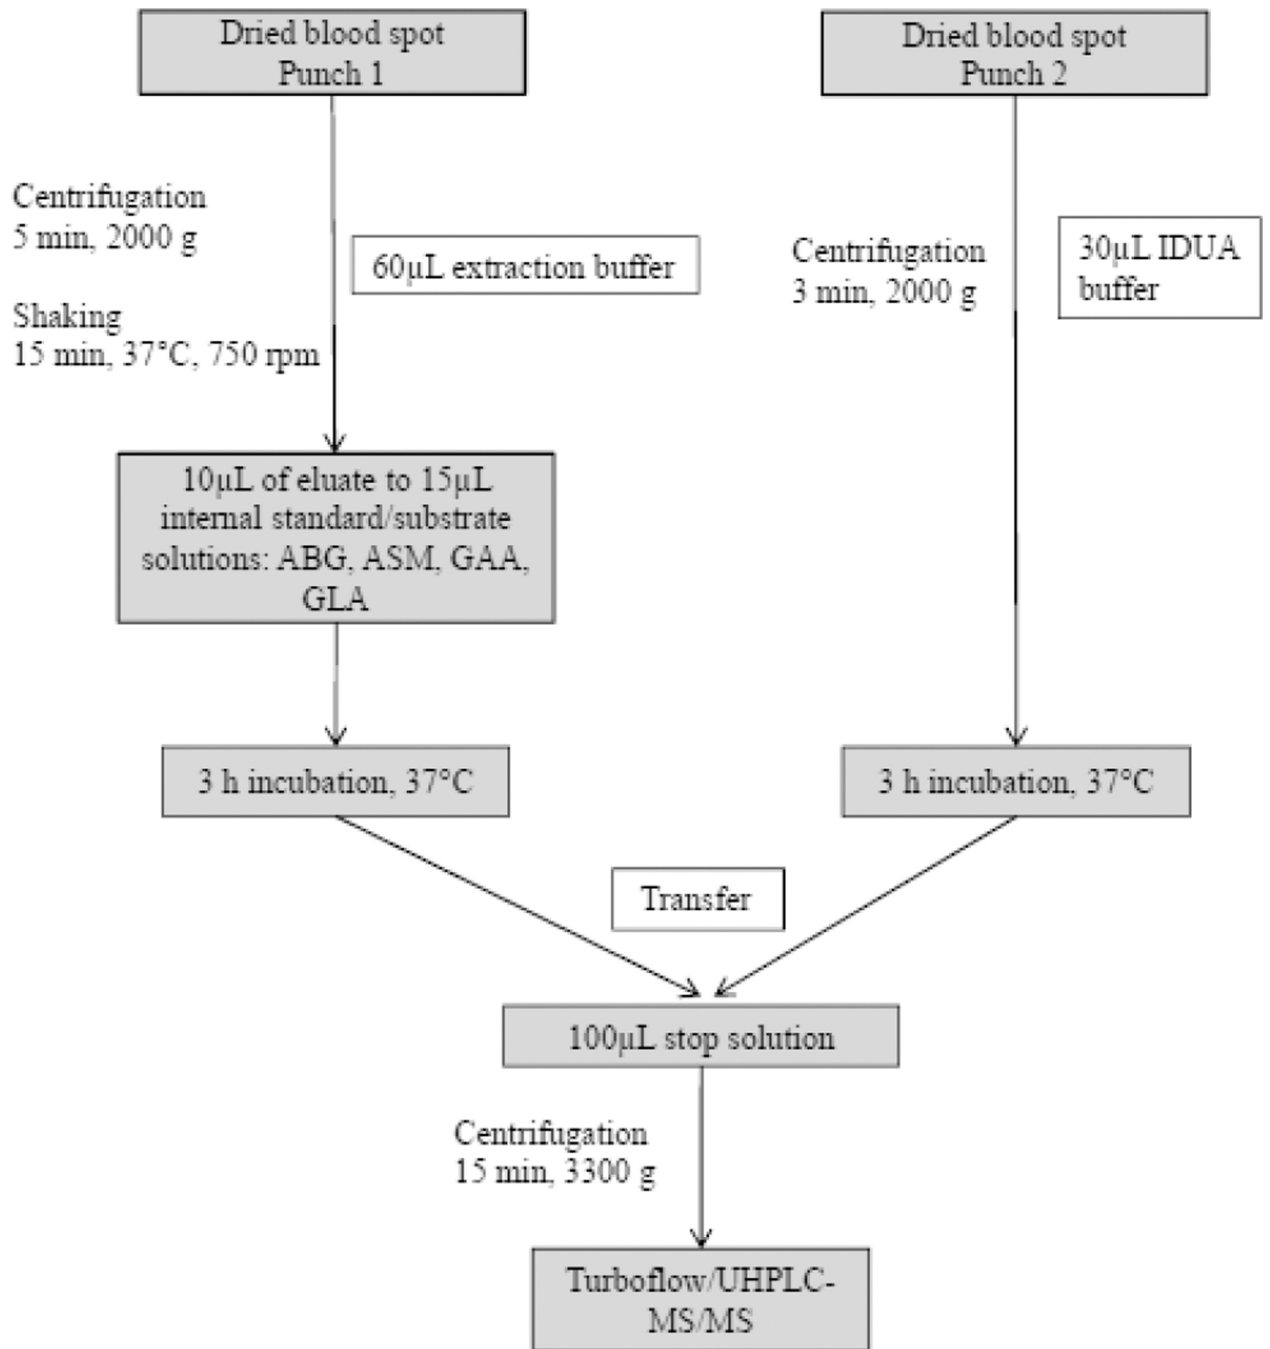 Dried blood spot
Punch 1
Dried blood spot
Punch 2
Centrifugation
5 min, 2000 g
60µL extraction buffer
Shaking
15 min, 37°C, 750 rpm
Centrifugation
3 min, 2000 g
30µL IDUA
buffer
10µL of eluate to 15µL
internal standard/substrate
solutions: ABG, ASM, GAA,
GLA
3 h incubation, 37°C
3 h incubation, 37°C
Transfer
100µL stop solution
Centrifugation
15 min, 3300 g
Turboflow/UHPLC-
MS/MS